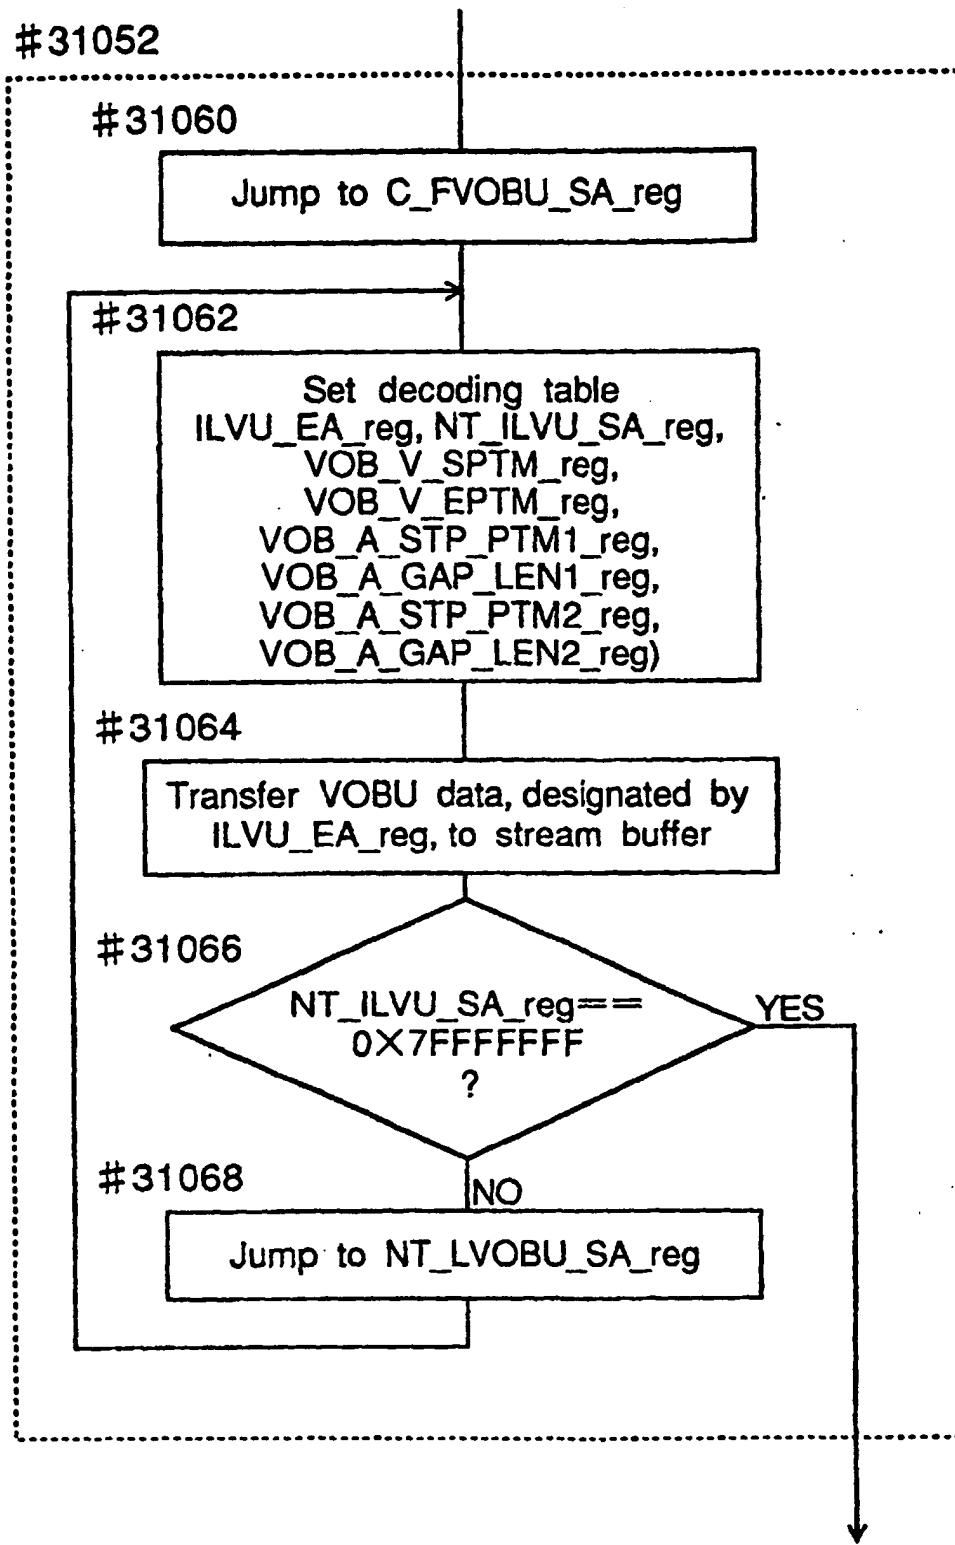 #31052
#31060
Jump to C_FVOBU_SA_reg
#31062
Set decoding table
ILVU_EA_reg, NT_ILVU_SA_reg,
VOB_V_SPTM_reg,
VOB_V_EPTM_reg,
VOB_A_STP_PTM1_reg,
VOB_A_GAP_LEN1_reg,
VOB_A_STP_PTM2_reg,
VOB_A_GAP_LEN2_reg)
#31064
Transfer VOBU data, designated by
ILVU_EA_reg, to stream buffer
#31066
NT_ILVU_SA_reg==
0X7FFFFFFF
?
YES
#31068
NO
Jump to NT_LVOBU_SA_reg